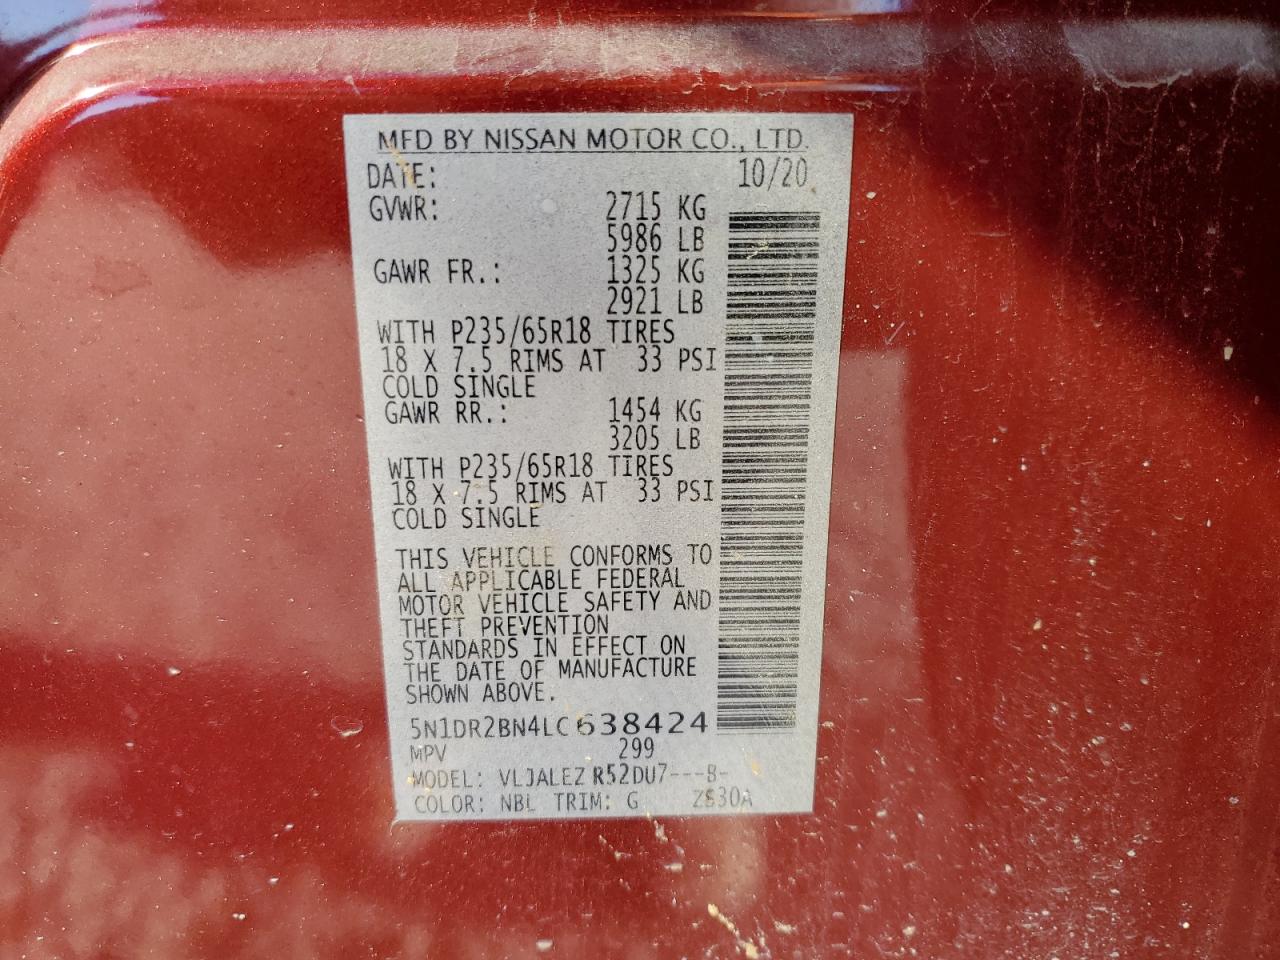 MFD BY NISSAN MOTOR CO., LTD.
DATE: 10/20
GVWR: 2715 KG
5986 LB
GAWR FR.: 1325 KG
2921 LB
WITH P235/65R18 TIRES
18 X 7.5 RIMS AT 33 PSI
COLD SINGLE
GAWR RR.: 1454 KG
3205 LB
WITH P235/65R18 TIRES
18 X 7.5 RIMS AT 33 PSI
COLD SINGLE
THIS VEHICLE CONFORMS TO
ALL APPLICABLE FEDERAL
MOTOR VEHICLE SAFETY AND
THEFT PREVENTION
STANDARDS IN EFFECT ON
THE DATE OF MANUFACTURE
SHOWN ABOVE.
5N1DR2BN4LC638424
MPV 299
MODEL: VLJALEZ R52DU7---B-
COLOR: NBL TRIM: G